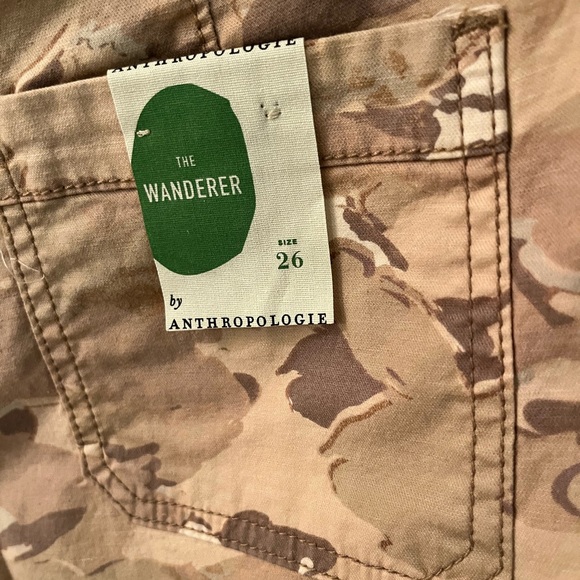 ANTHROPOLOGIE
THE
WANDERER
SIZE
26
by
ANTHROPOLOGIE